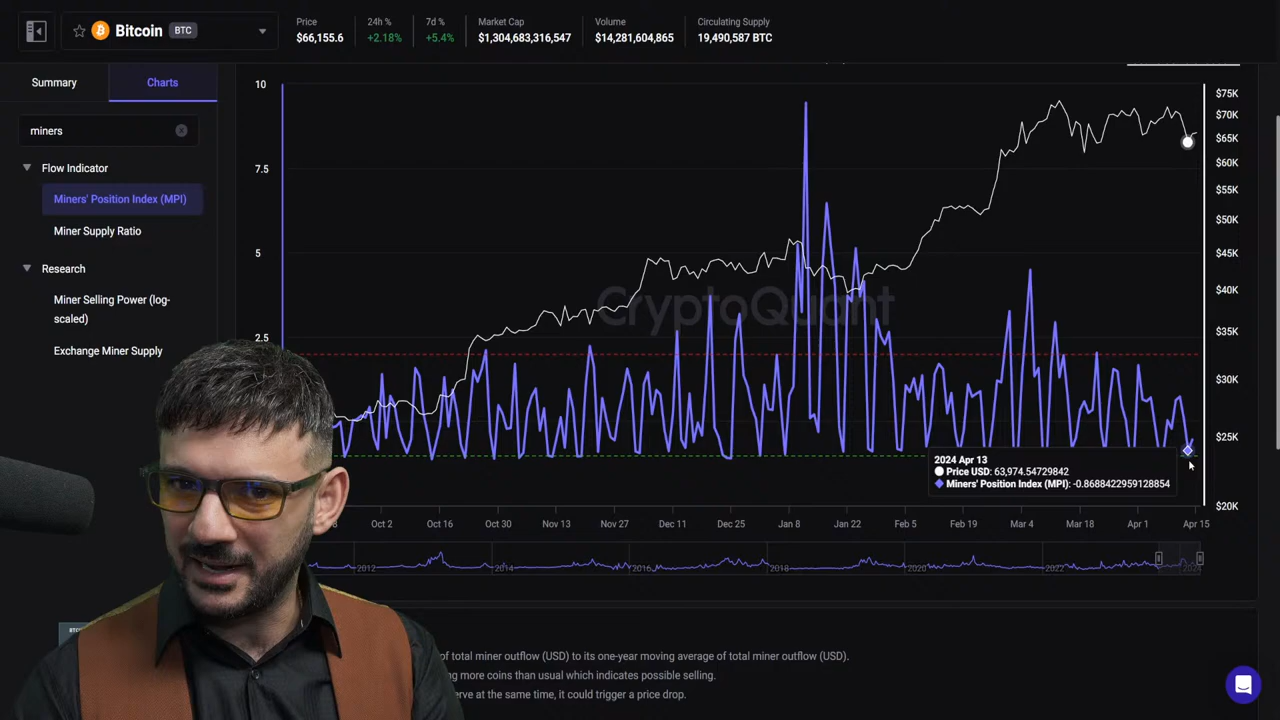 Bitcoin BTC
Price
$66,155.6
24h %
+2.18%
7d %
+5.4%
Market Cap
$1,304,683,316,547
Volume
$14,281,604,865
Circulating Supply
19,490,587 BTC
Summary
Charts
miners
Flow Indicator
Miners' Position Index (MPI)
Miner Supply Ratio
Research
Miner Selling Power (log-
scaled)
Exchange Miner Supply
10
7.5
5
2.5
CryptoQuant
$75K
$70K
$65K
$60K
$55K
$50K
$45K
$40K
$35K
$30K
$25K
$20K
2024 Apr 13
Price USD: 63,974.54729842
Miners' Position Index (MPI): -0.8688422959128854
Oct 2
Oct 16
Oct 30
Nov 13
Nov 27
Dec 11
Dec 25
Jan 8
Jan 22
Feb 5
Feb 19
Mar 4
Mar 18
Apr 1
Apr 15
2012
2014
2016
2018
2020
2022
2024
of total miner outflow (USD) to its one-year moving average of total miner outflow (USD).
ng more coins than usual which indicates possible selling.
serve at the same time, it could trigger a price drop.